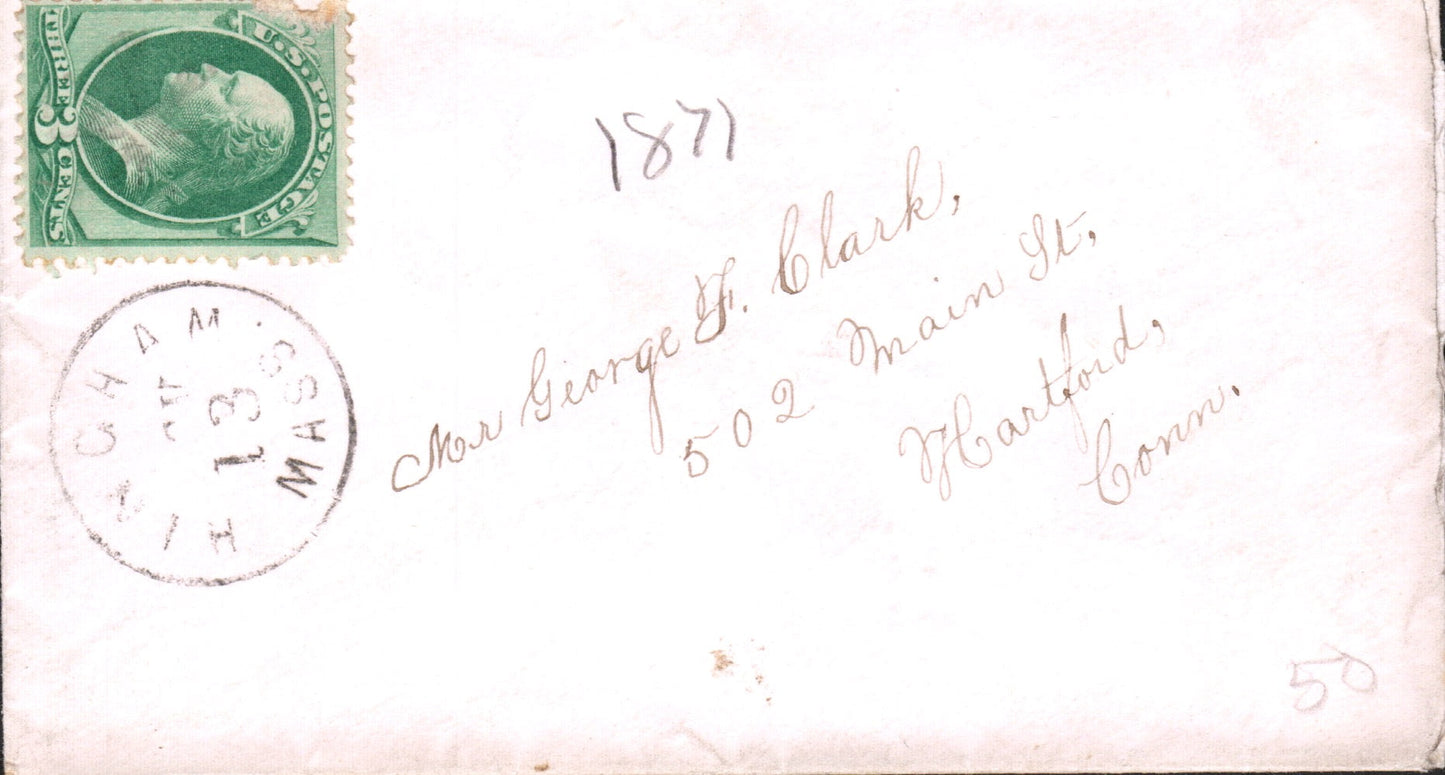 U.S. POSTAGE
THREE 3 CENTS
1871
Mr George F. Clark,
502 Main St,
Hartford,
Conn.
HINGHAM. MASS
13
50